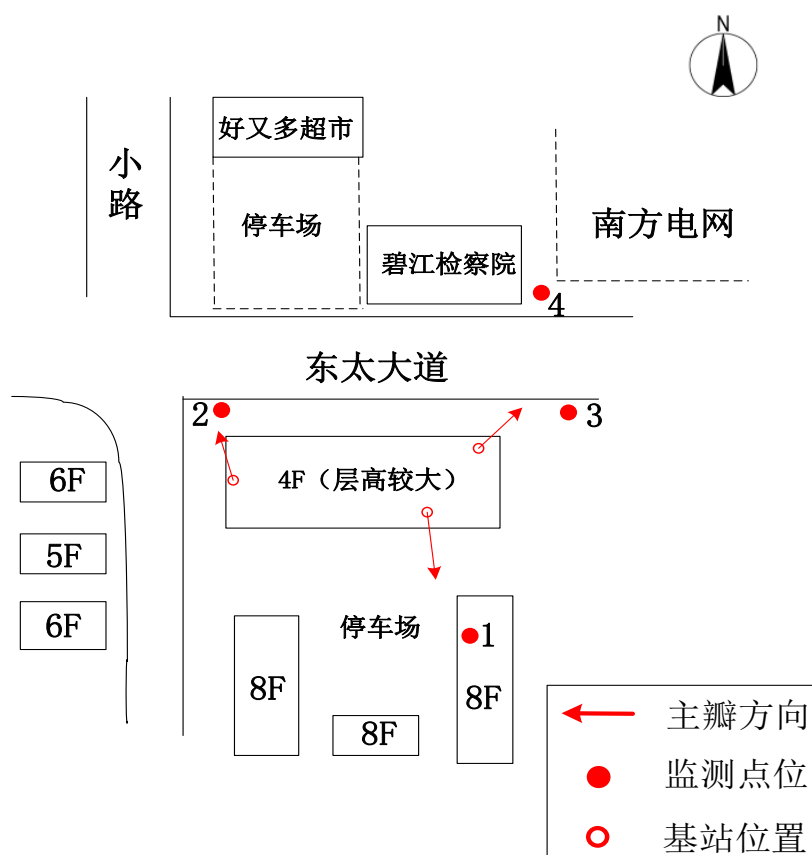 N
好又多超市
小路
停车场
南方电网
碧江检察院
4
东太大道
2
3
4F（层高较大）
6F
5F
6F
停车场
1
8F
8F
8F
主瓣方向
监测点位
基站位置